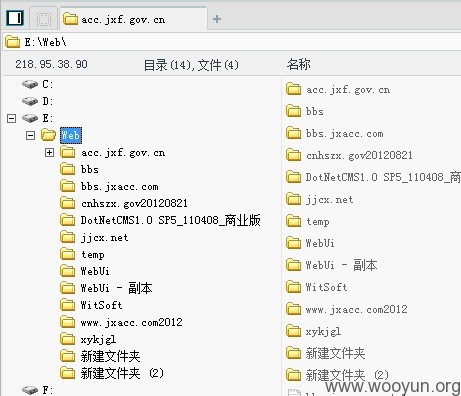 acc.jxf.gov.cn
E:\Web\
218.95.38.90 目录(14),文件(4) 名称
C:
D:
E:
Web
acc.jxf.gov.cn
bbs
bbs.jxacc.com
cnhszx.gov20120821
DotNetCMS1.0 SP5_110408_商业版
jjcx.net
temp
WebUi
WebUi - 副本
WitSoft
www.jxacc.com2012
xykjgl
新建文件夹
新建文件夹 (2)
F:
acc.jxf.gov.cn
bbs
bbs.jxacc.com
cnhszx.gov20120821
DotNetCMS1.0 SP5_110408_商
jjcx.net
temp
WebUi
WebUi - 副本
WitSoft
www.jxacc.com2012
xykjgl
新建文件夹
新建文件夹 (2)
www.wooyun.org